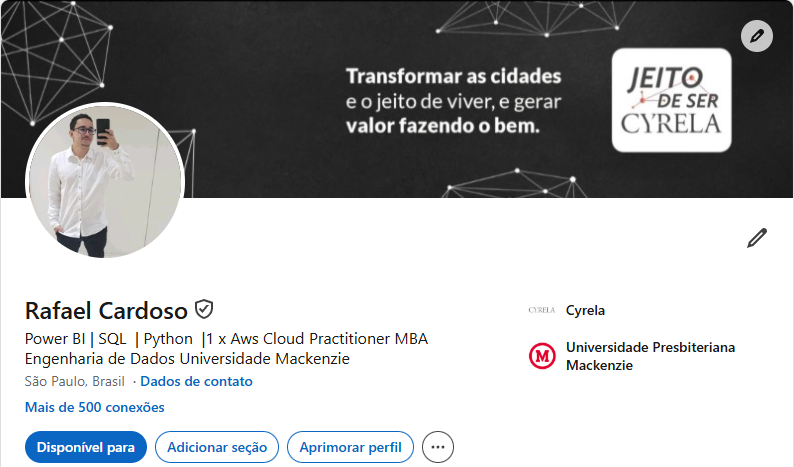 Transformar as cidades
e o jeito de viver, e gerar
valor fazendo o bem.
JEITO
DE SER
CYRELA
Rafael Cardoso
Power BI | SQL | Python |1 x Aws Cloud Practitioner MBA
Engenharia de Dados Universidade Mackenzie
São Paulo, Brasil · Dados de contato
Mais de 500 conexões
CYRELA
Cyrela
M
Universidade Presbiteriana
Mackenzie
Disponível para
Adicionar seção
Aprimorar perfil